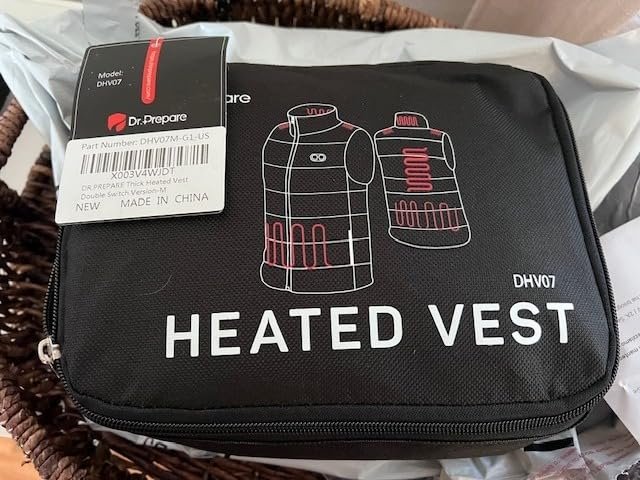 Model:
DHV07
Dr.Prepare
Part Number: DHV07M-G1-US
X003V4WJDT
DR.PREPARE Thick Heated Vest
Double Switch Version-M
NEW MADE IN CHINA
DHV07
HEATED VEST